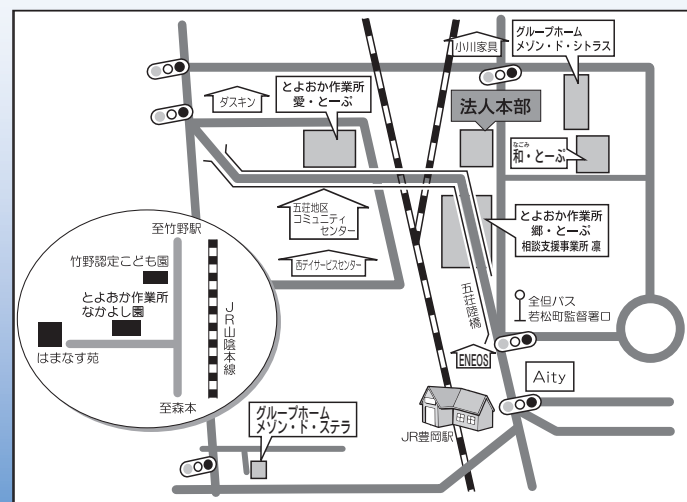 小川家具
グループホーム
メゾン・ド・シトラス
ダスキン
とよおか作業所
愛・とーぷ
法人本部
なごみ
和・とーぷ
五荘地区
コミュニティ
センター
とよおか作業所
郷・とーぷ
相談支援事業所 凛
西デイサービスセンター
至竹野駅
竹野認定こども園
とよおか作業所
なかよし園
はまなす苑
JR山陰本線
至森本
五荘陸橋
全但バス
若松町監督署口
ENEOS
Aity
JR豊岡駅
グループホーム
メゾン・ド・ステラ